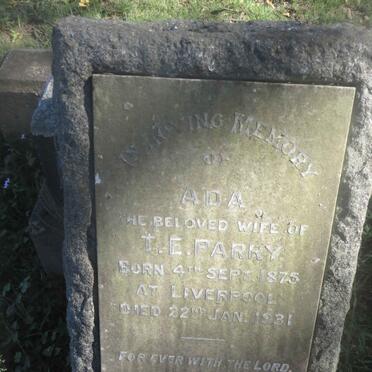 IN LOVING MEMORY
OF
ADA
THE BELOVED WIFE OF
T. E. PARRY
BORN 4TH SEPT. 1875
AT LIVERPOOL
DIED 22ND JAN. 1931
FOR EVER WITH THE LORD.